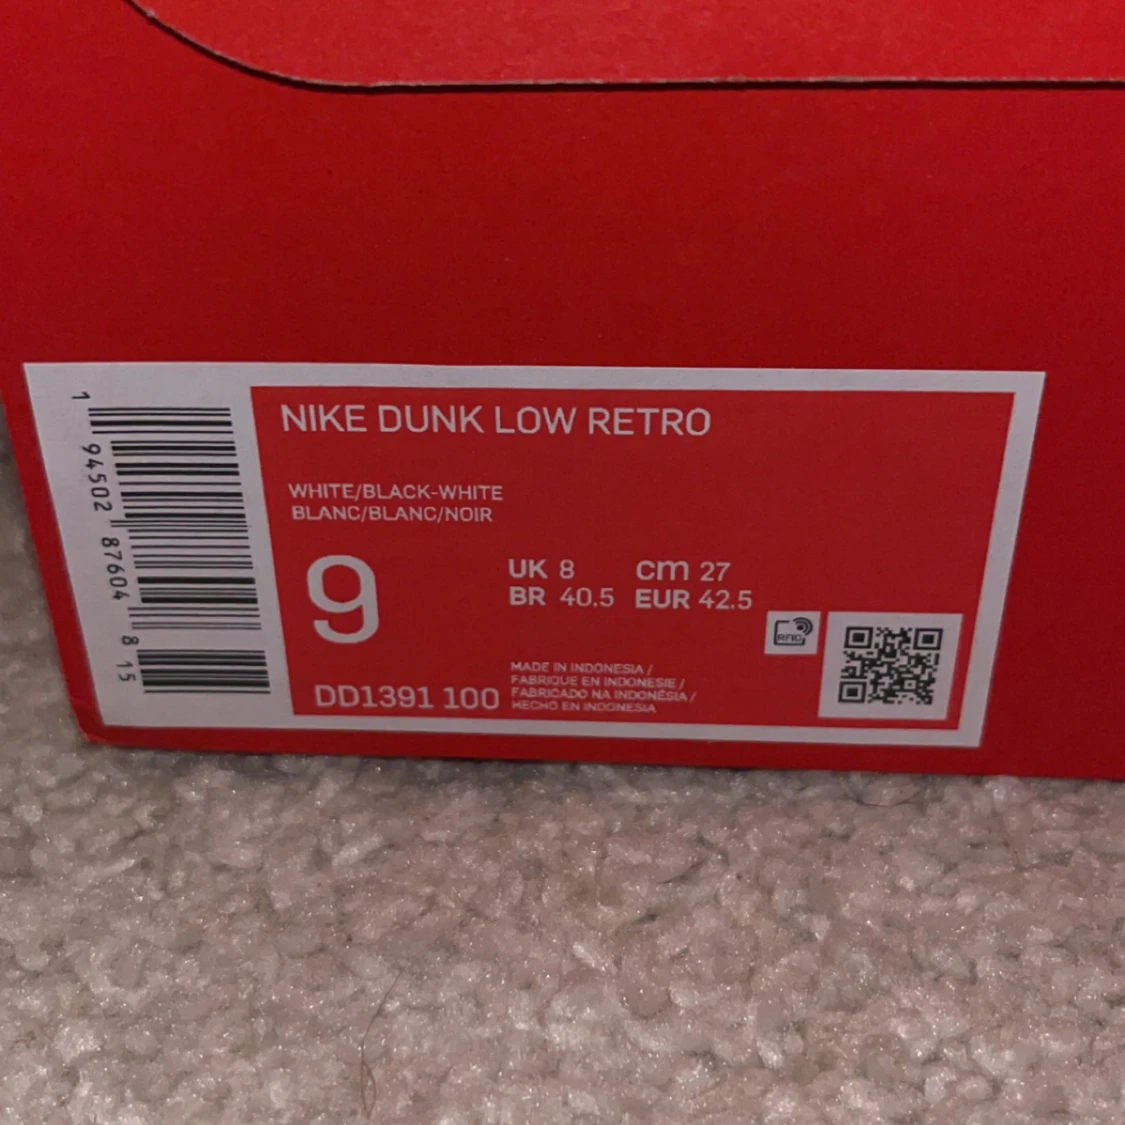 1 94502 87604 8 15
NIKE DUNK LOW RETRO
WHITE/BLACK-WHITE
BLANC/BLANC/NOIR
9
UK 8 cm 27
BR 40.5 EUR 42.5
RFID
DD1391 100
MADE IN INDONESIA /
FABRIQUE EN INDONESIE /
FABRICADO NA INDONÉSIA /
HECHO EN INDONESIA